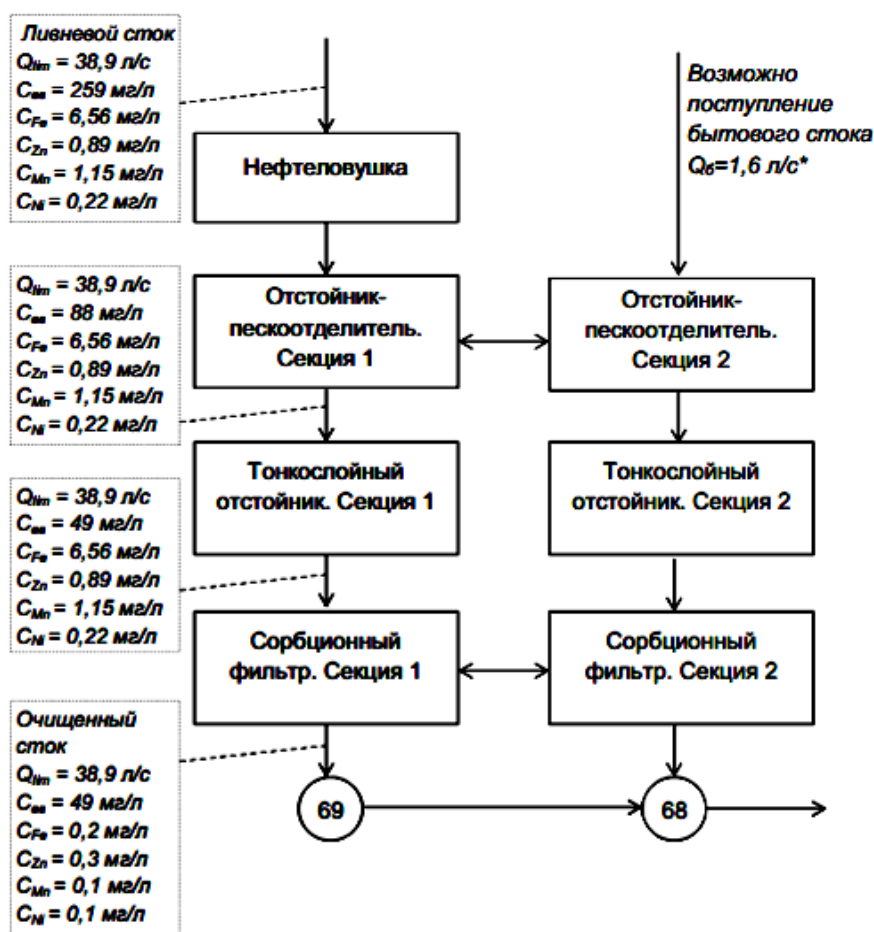 Ливневой сток
Qlim = 38,9 л/с
Cвв = 259 мг/л
CFe = 6,56 мг/л
CZn = 0,89 мг/л
CMn = 1,15 мг/л
CNi = 0,22 мг/л
Возможно
поступление
бытового стока
Qб=1,6 л/с*
Нефтеловушка
Qlim = 38,9 л/с
Cвв = 88 мг/л
CFe = 6,56 мг/л
CZn = 0,89 мг/л
CMn = 1,15 мг/л
CNi = 0,22 мг/л
Отстойник-
пескоотделитель.
Секция 1
Отстойник-
пескоотделитель.
Секция 2
Qlim = 38,9 л/с
Cвв = 49 мг/л
CFe = 6,56 мг/л
CZn = 0,89 мг/л
CMn = 1,15 мг/л
CNi = 0,22 мг/л
Тонкослойный
отстойник. Секция 1
Тонкослойный
отстойник. Секция 2
Сорбционный
фильтр. Секция 1
Сорбционный
фильтр. Секция 2
Очищенный
сток
Qlim = 38,9 л/с
Cвв = 49 мг/л
CFe = 0,2 мг/л
CZn = 0,3 мг/л
CMn = 0,1 мг/л
CNi = 0,1 мг/л
69
68